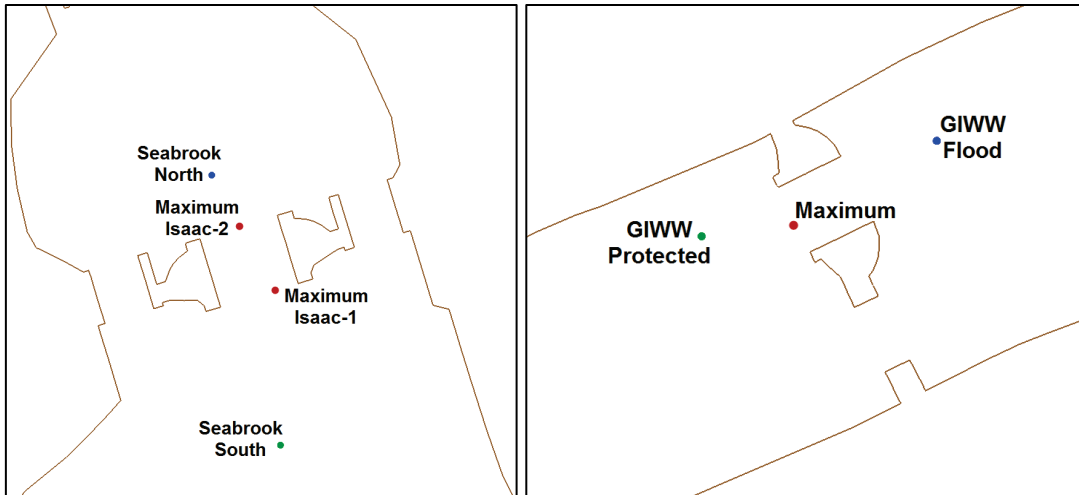 Seabrook
North
Maximum
Isaac-2
Maximum
Isaac-1
Seabrook
South
GIWW
Flood
Maximum
GIWW
Protected